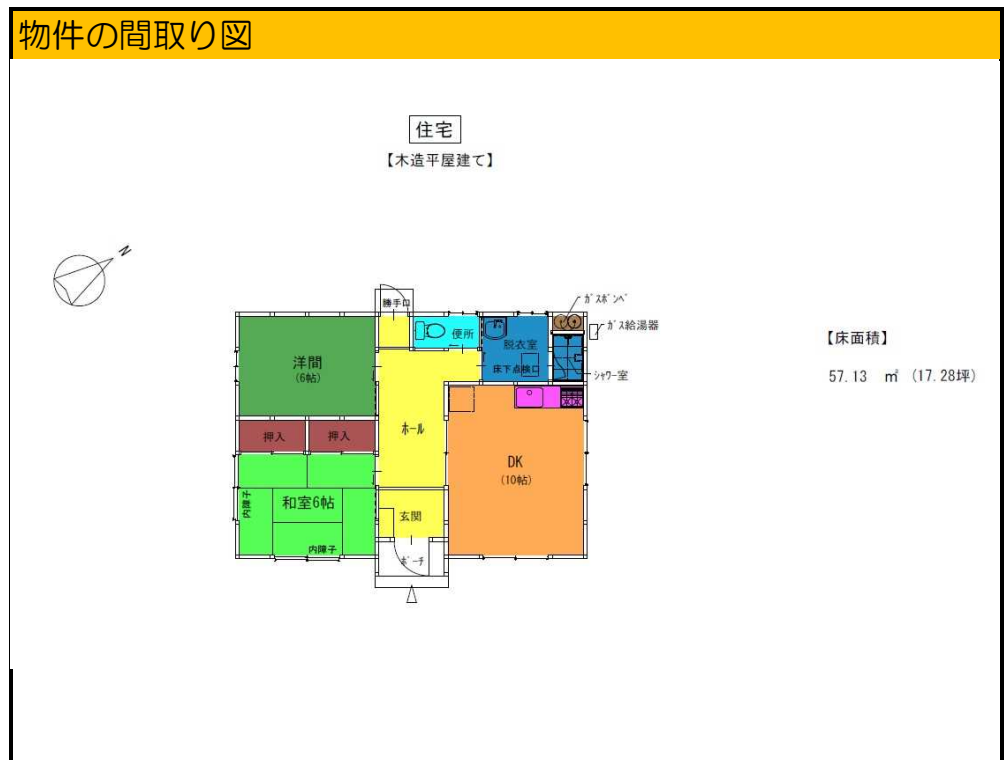 物件の間取り図
住宅
【木造平屋建て】
N
勝手口
ガスボンベ
ガス給湯器
便所
脱衣室
床下点検口
シャワー室
洋間
(6帖)
【床面積】
57.13 ㎡ (17.28坪)
押入
押入
ホール
DK
(10帖)
和室6帖
内障子
内障子
玄関
ポーチ